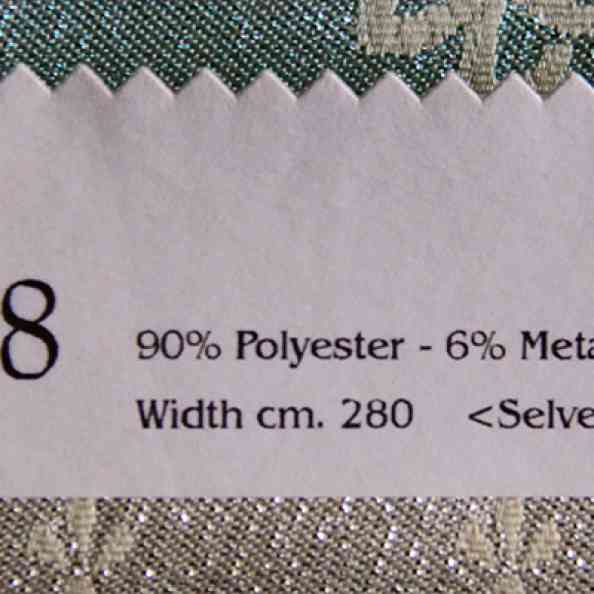 8
90% Polyester - 6% Meta
Width cm. 280 <Selve